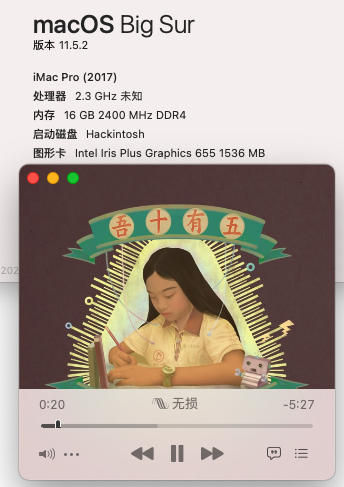 macOS Big Sur
版本 11.5.2
iMac Pro (2017)
处理器 2.3 GHz 未知
内存 16 GB 2400 MHz DDR4
启动磁盘 Hackintosh
图形卡 Intel Iris Plus Graphics 655 1536 MB
吾十有五
202
0:20 无损 -5:27